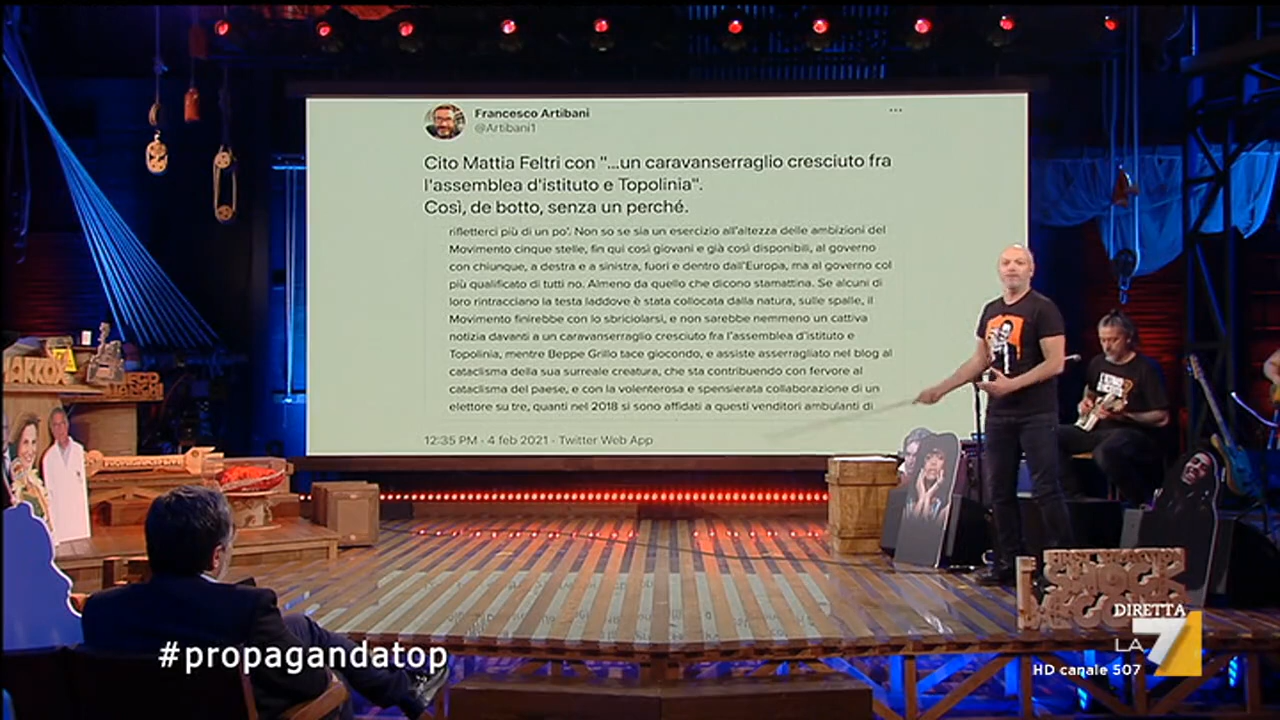 Francesco Artibani
@Artibani1
...
Cito Mattia Feltri con "...un caravanserraglio cresciuto fra
l'assemblea d'istituto e Topolinia".
Così, de botto, senza un perché.
rifletterci più di un po'. Non so se sia un esercizio all'altezza delle ambizioni del
Movimento cinque stelle, fin qui così giovani e già così disponibili, al governo
con chiunque, a destra e a sinistra, fuori e dentro dall'Europa, ma al governo col
più qualificato di tutti no. Almeno da quello che dicono stamattina. Se alcuni di
loro rintracciano la testa laddove è stata collocata dalla natura, sulle spalle, il
Movimento finirebbe con lo sbriciolarsi, e non sarebbe nemmeno un cattiva
notizia davanti a un caravanserraglio cresciuto fra l'assemblea d'istituto e
Topolinia, mentre Beppe Grillo tace giocondo, e assiste asserragliato nel blog al
cataclisma della sua surreale creatura, che sta contribuendo con fervore al
cataclisma del paese, e con la volenterosa e spensierata collaborazione di un
elettore su tre, quanti nel 2018 si sono affidati a questi venditori ambulanti di
12:35 PM · 4 feb 2021 · Twitter Web App
MAKKOX
FIRST REACTION
SHOCK
DIRETTA
LA 7
HD canale 507
#propagandatop